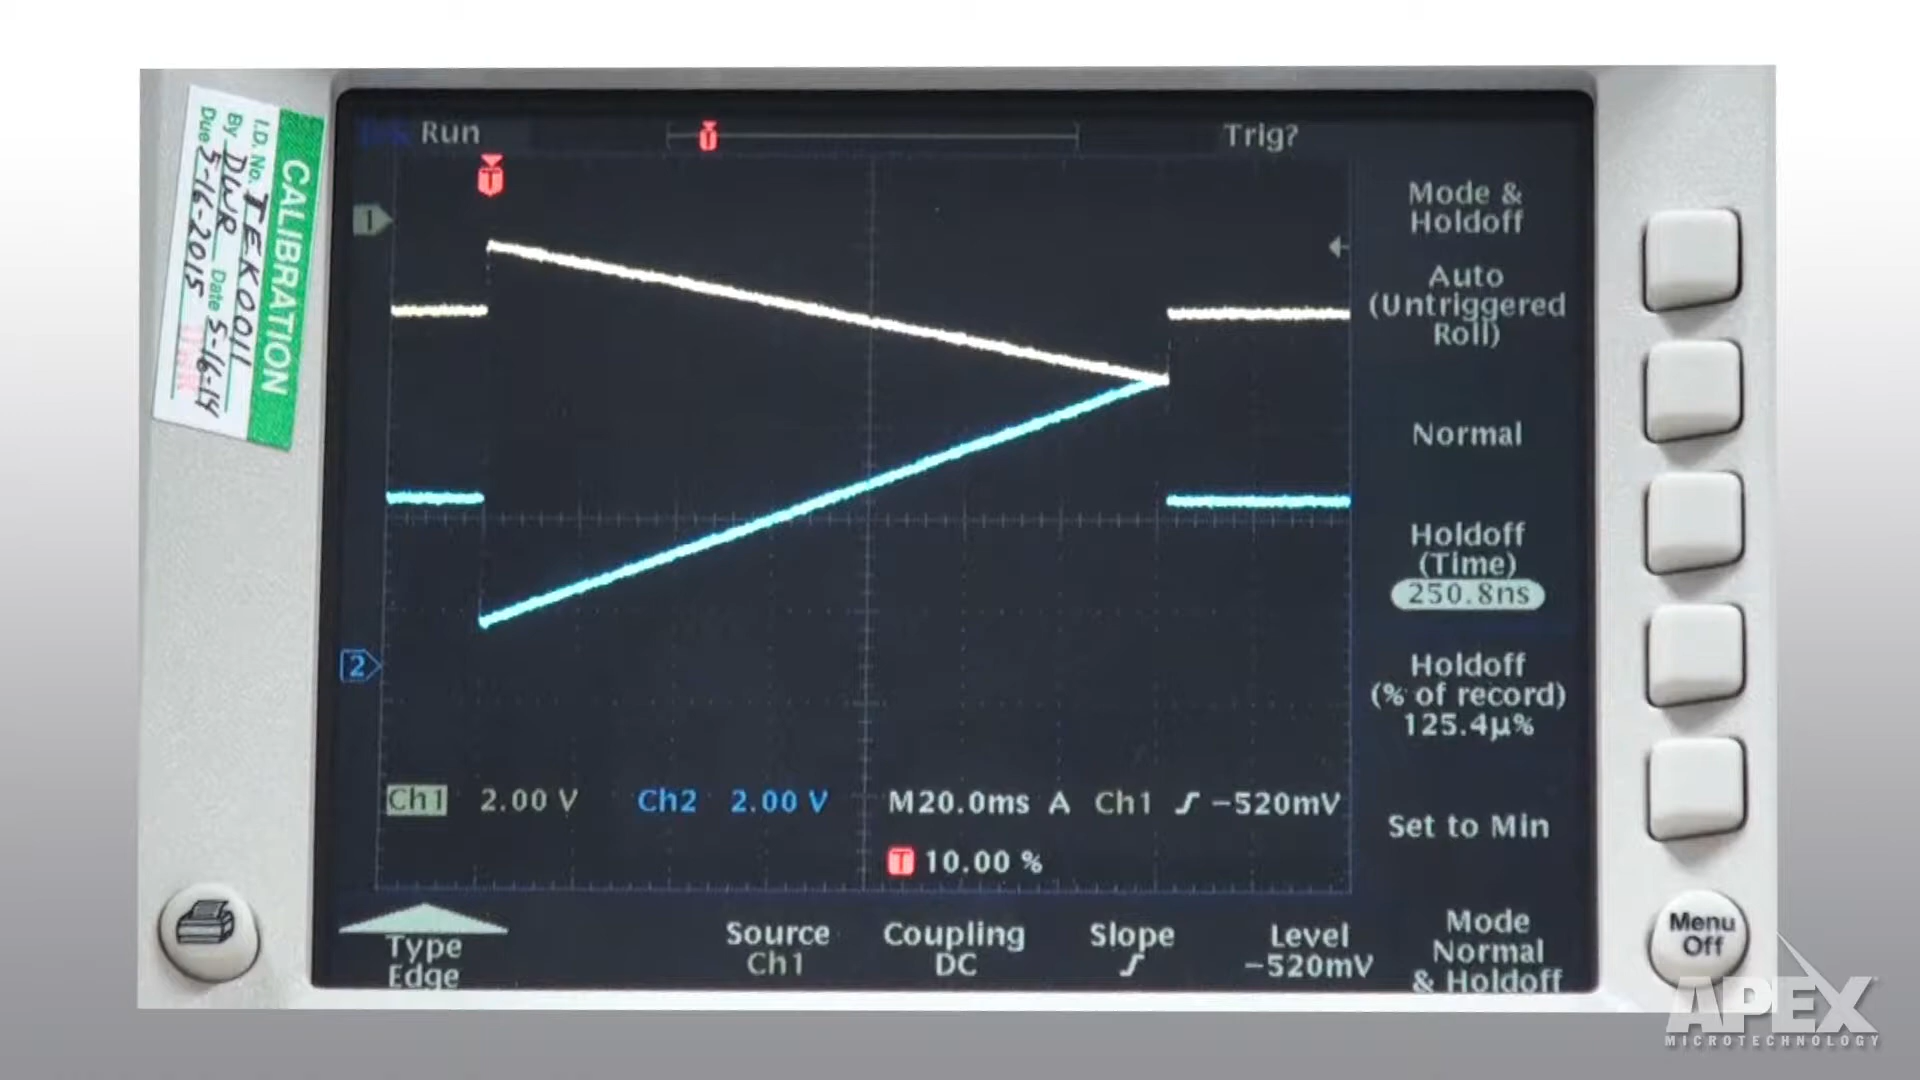 CALIBRATION
I.D. No. TEK0011
By DWR Date 5-16-14
Due 5-16-2015
Run
Trig?
T
T
1
2
Mode &
Holdoff
Auto
(Untriggered
Roll)
Normal
Holdoff
(Time)
250.8ns
Holdoff
(% of record)
125.4µ%
Set to Min
Ch1 2.00 V Ch2 2.00 V M20.0ms A Ch1 -520mV
T 10.00 %
Type
Edge
Source
Ch1
Coupling
DC
Slope
Level
-520mV
Mode
Normal
& Holdoff
Menu
Off
APEX
MICROTECHNOLOGY